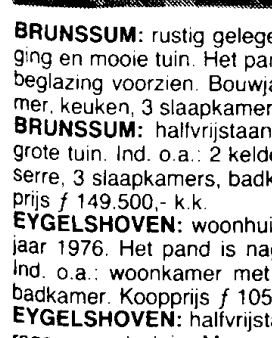 BRUNSSUM: rustig gelege
ging en mooie tuin. Het par
beglazing voorzien. Bouwja
mer, keuken, 3 slaapkamer
BRUNSSUM: halfvrijstaan
grote tuin. Ind. o.a.: 2 kelde
serre, 3 slaapkamers, badk
prijs ƒ 149.500,- k.k.
EYGELSHOVEN: woonhui
jaar 1976. Het pand is na
Ind. o.a.: woonkamer met
badkamer. Koopprijs ƒ 105
EYGELSHOVEN: halfvrijst